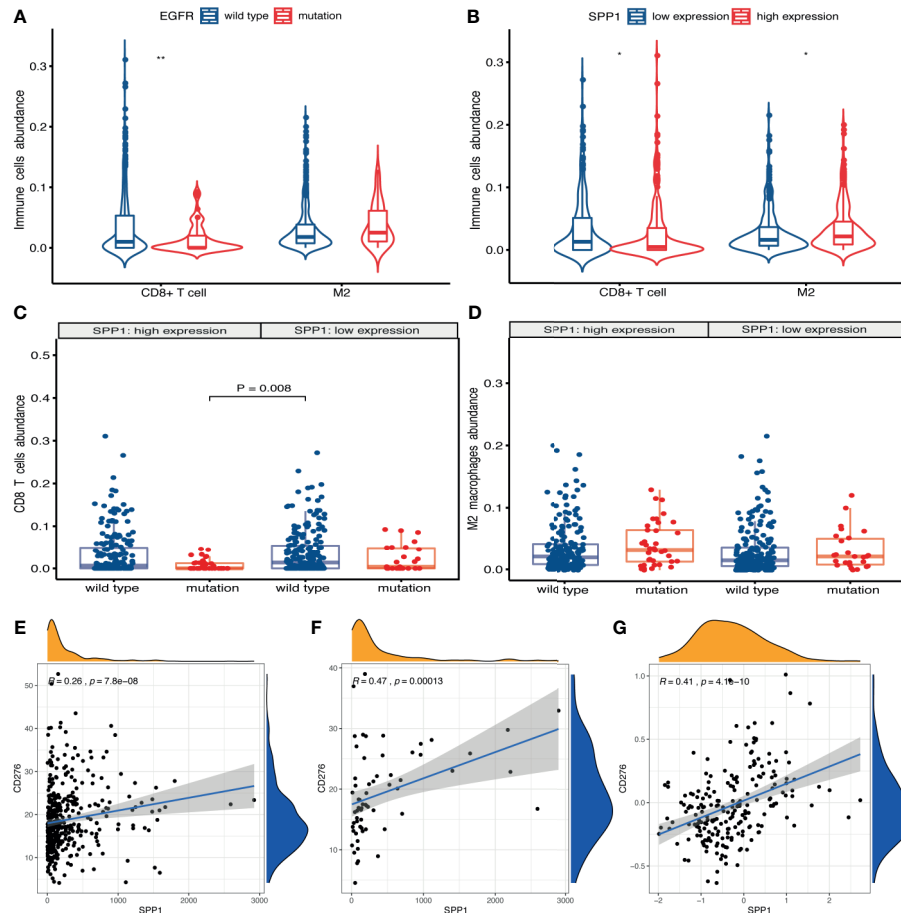 A
EGFR wild type mutation
Immune cells abundance
0.3
0.2
0.1
0.0
**
CD8+ T cell M2
B
SPP1 low expression high expression
Immune cells abundance
0.3
0.2
0.1
0.0
* *
CD8+ T cell M2
C
SPP1: high expression SPP1: low expression
CD8 T cells abundance
0.5
0.4
0.3
0.2
0.1
0.0
P = 0.008
wild type mutation wild type mutation
D
SPP1: high expression SPP1: low expression
M2 macrophages abundance
0.3
0.2
0.1
0.0
wild type mutation wild type mutation
E
R = 0.26 , p = 7.8e−08
CD276
50
40
30
20
10
0 1000 2000 3000
SPP1
F
R = 0.47 , p = 0.00013
CD276
40
30
20
10
0 1000 2000 3000
SPP1
G
R = 0.41 , p = 4.1e−10
CD276
1.0
0.5
0.0
−0.5
−2 −1 0 1 2
SPP1